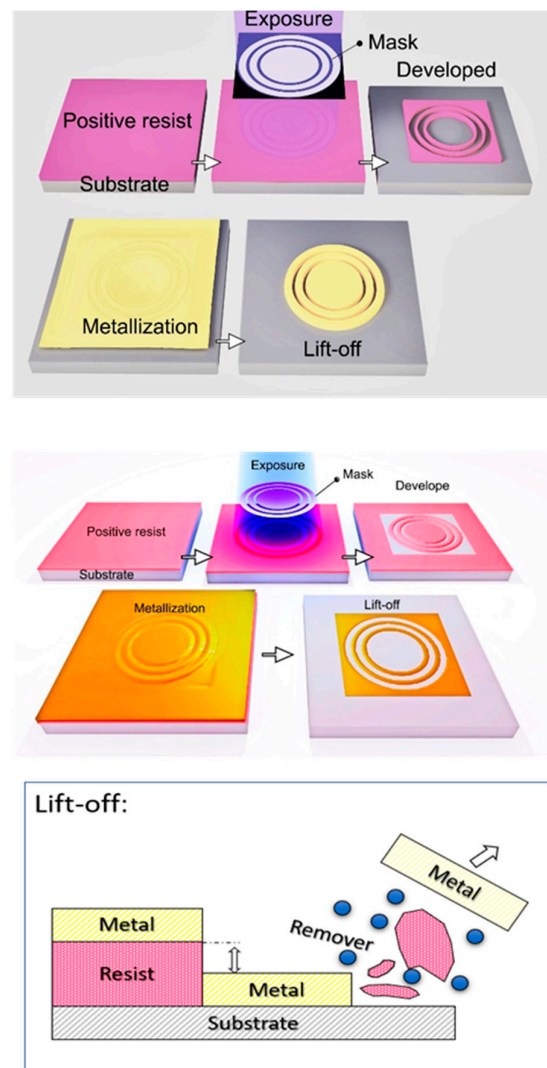 Exposure
Mask
Developed
Positive resist
Substrate
Metallization
Lift-off
Exposure
Mask
Develope
Positive resist
Substrate
Metallization
Lift-off
Lift-off:
Metal
Metal
Remover
Resist
Metal
Substrate